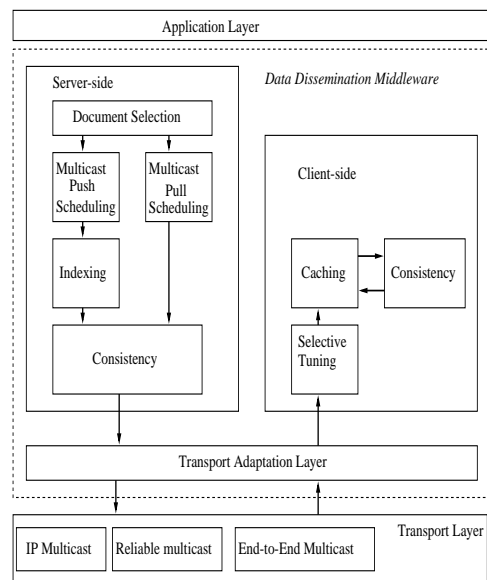 Application Layer
Server-side
Data Dissemination Middleware
Document Selection
Multicast
Push
Scheduling
Multicast
Pull
Scheduling
Client-side
Indexing
Caching
Consistency
Consistency
Selective
Tuning
Transport Adaptation Layer
Transport Layer
IP Multicast
Reliable multicast
End-to-End Multicast